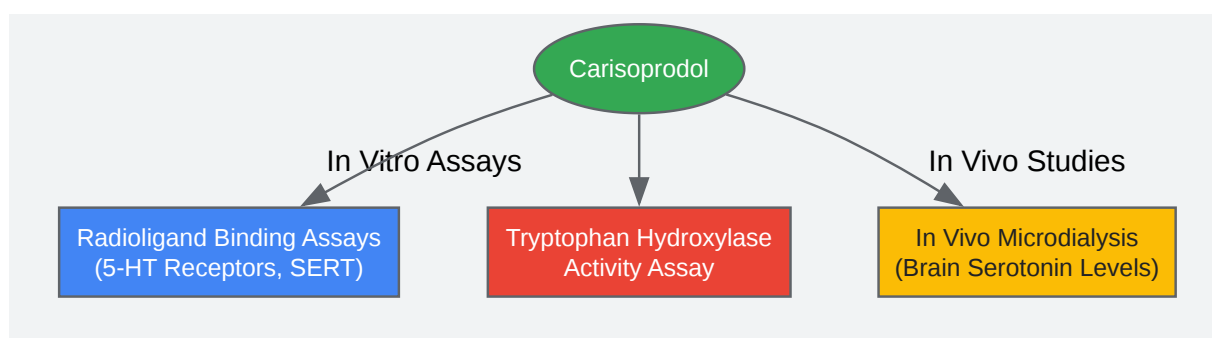 Carisoprodol
In Vitro Assays
In Vivo Studies
Radioligand Binding Assays
(5-HT Receptors, SERT)
Tryptophan Hydroxylase
Activity Assay
In Vivo Microdialysis
(Brain Serotonin Levels)